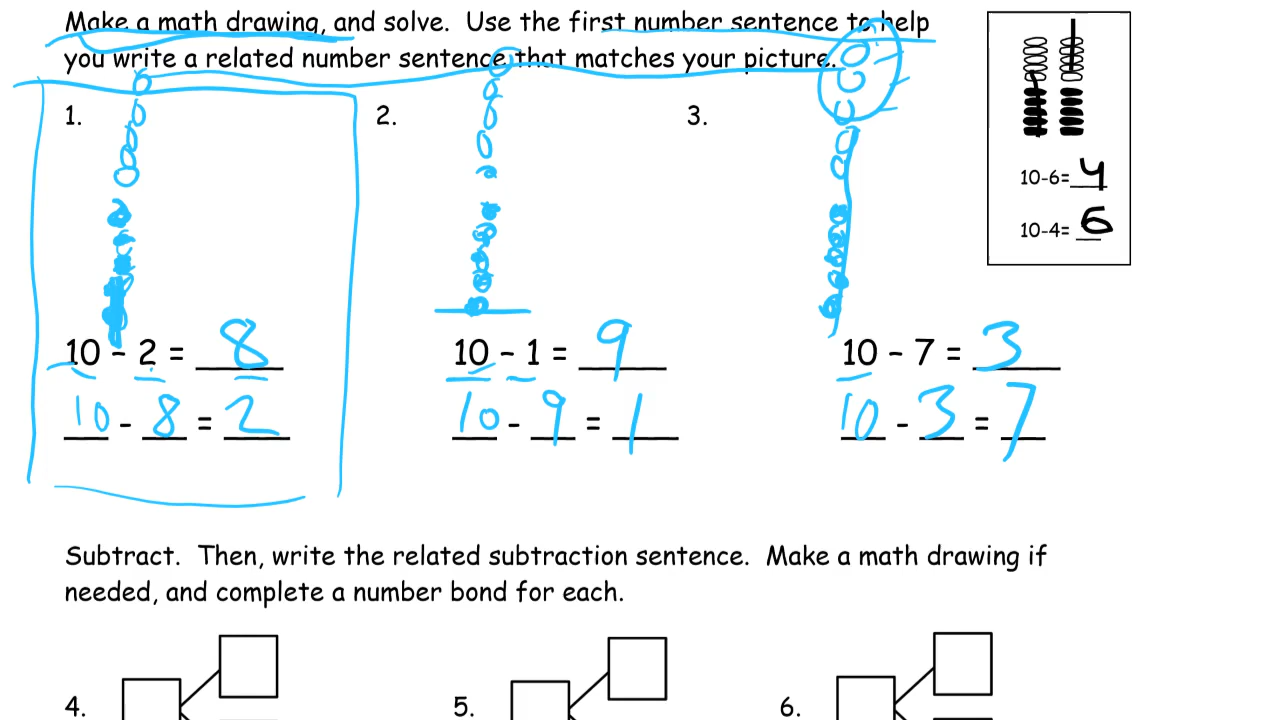 Make a math drawing, and solve. Use the first number sentence to help
you write a related number sentence that matches your picture.
1.
2.
3.
10-6= 4
10-4= 6
10 - 2 = 8
10 - 1 = 9
10 - 7 = 3
10 - 8 = 2
10 - 9 = 1
10 - 3 = 7
Subtract. Then, write the related subtraction sentence. Make a math drawing if
needed, and complete a number bond for each.
4.
5.
6.